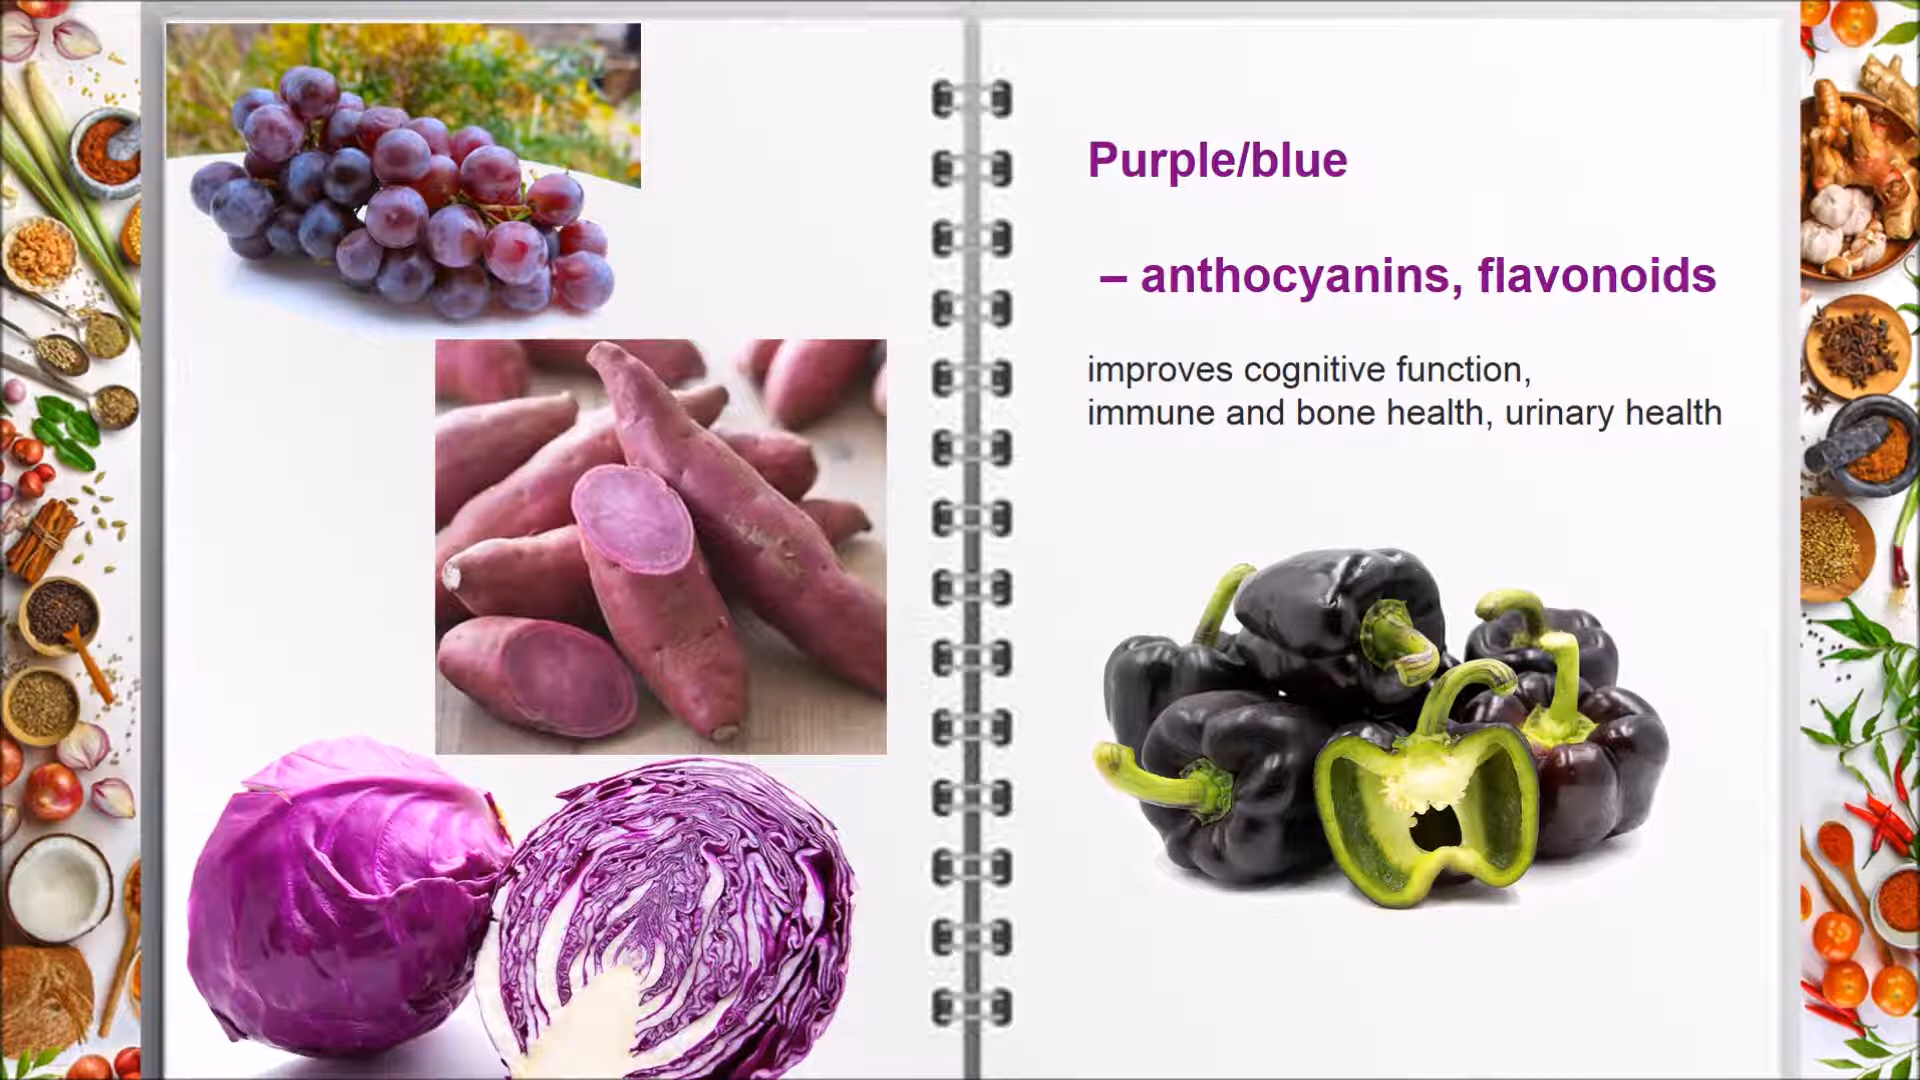 Purple/blue
– anthocyanins, flavonoids
improves cognitive function,
immune and bone health, urinary health